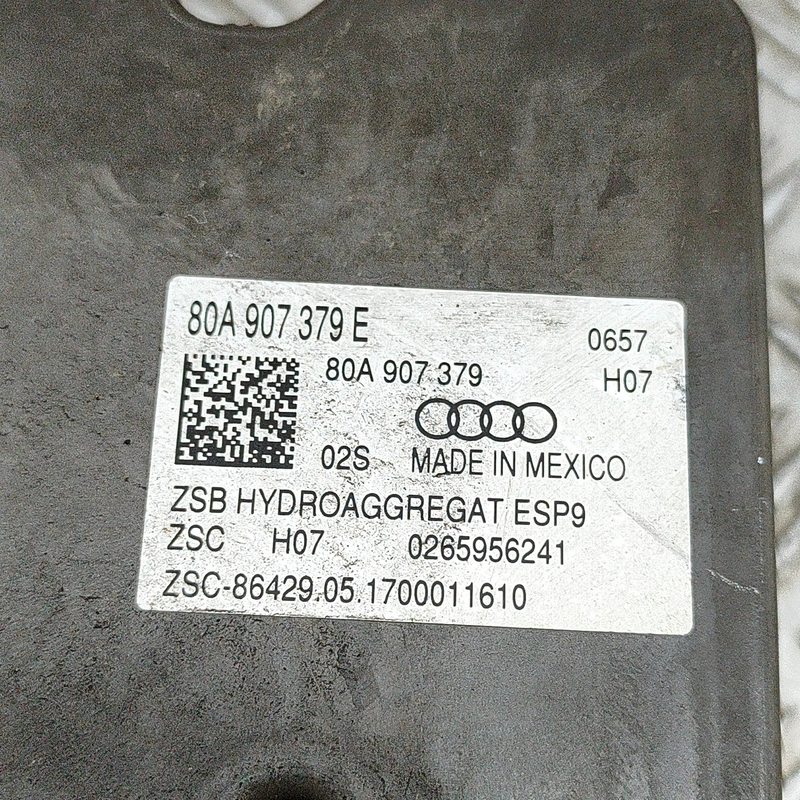 80A 907 379 E
0657
80A 907 379
H07
02S MADE IN MEXICO
ZSB HYDROAGGREGAT ESP9
ZSC H07 0265956241
ZSC-86429.05.1700011610